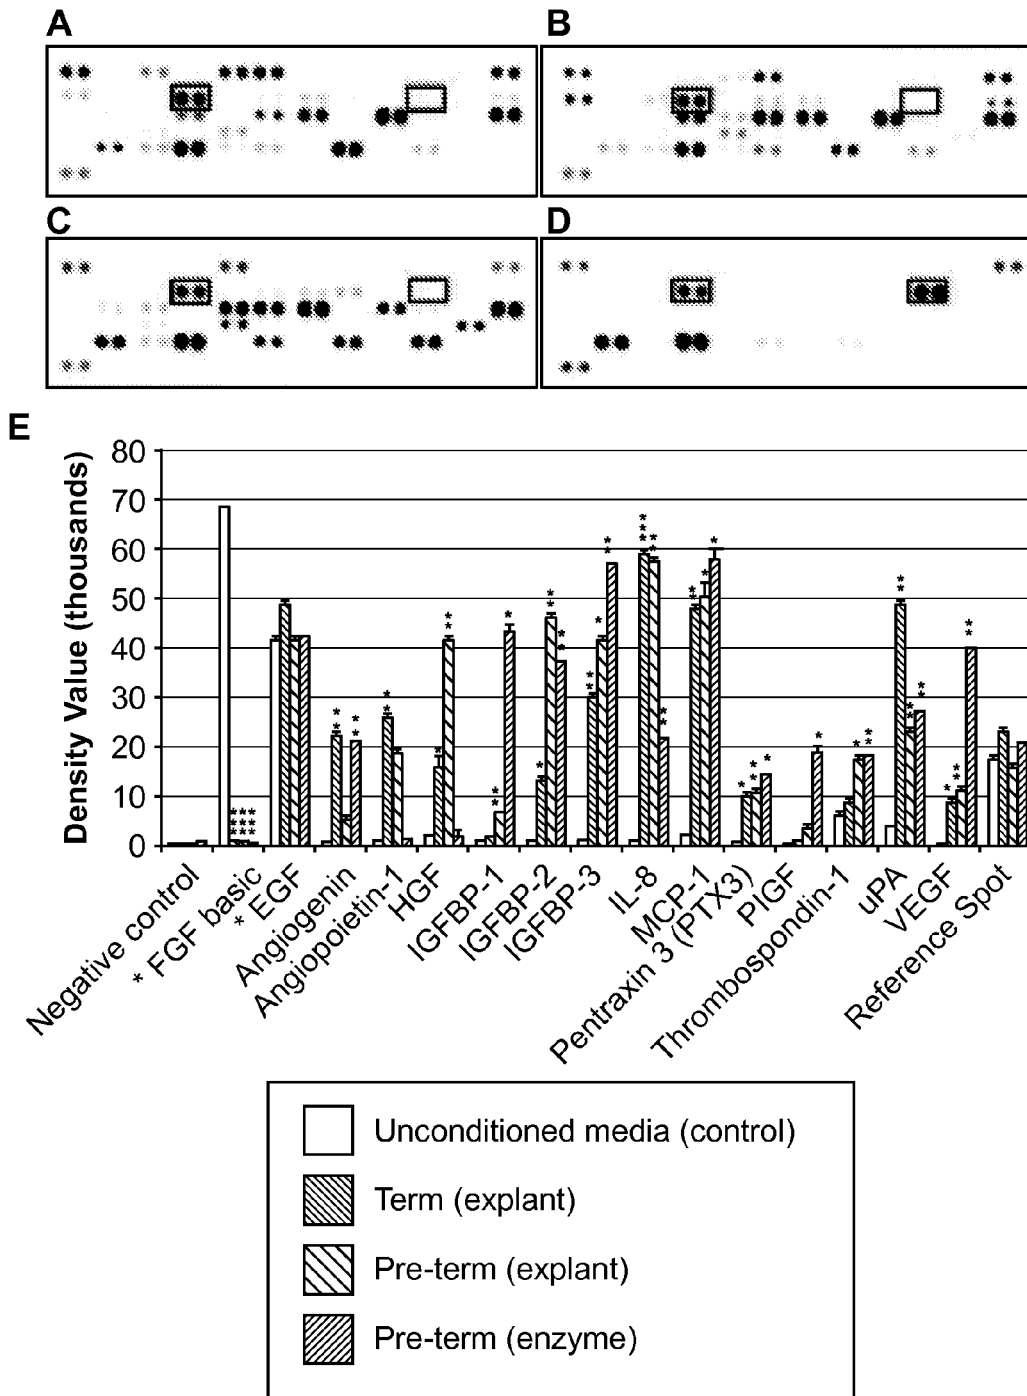 A
B
C
D
E
Density Value (thousands)
80
70
60
50
40
30
20
10
0
Negative control
* FGF basic
* EGF
Angiogenin
Angiopoietin-1
HGF
IGFBP-1
IGFBP-2
IGFBP-3
IL-8
MCP-1
Pentraxin 3 (PTX3)
PlGF
Thrombospondin-1
uPA
VEGF
Reference Spot
Unconditioned media (control)
Term (explant)
Pre-term (explant)
Pre-term (enzyme)